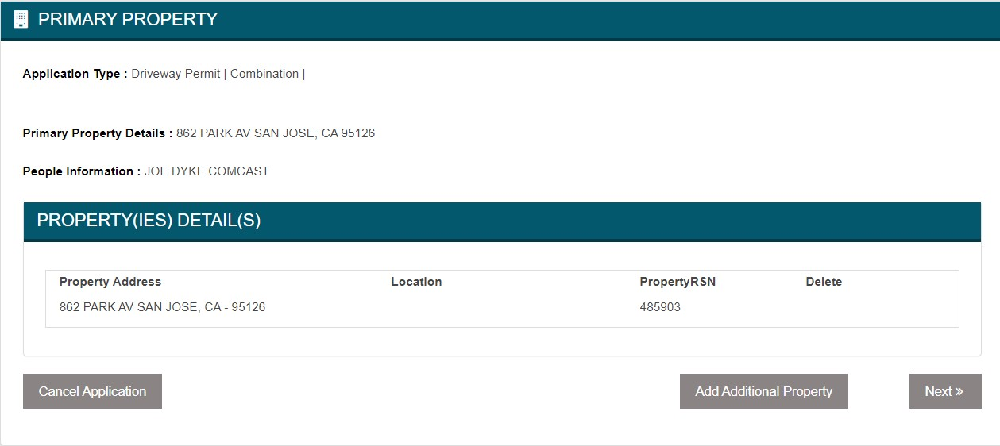 PRIMARY PROPERTY
Application Type : Driveway Permit | Combination |
Primary Property Details : 862 PARK AV SAN JOSE, CA 95126
People Information : JOE DYKE COMCAST
PROPERTY(IES) DETAIL(S)
Property Address Location PropertyRSN Delete
862 PARK AV SAN JOSE, CA - 95126 485903
Cancel Application Add Additional Property Next »